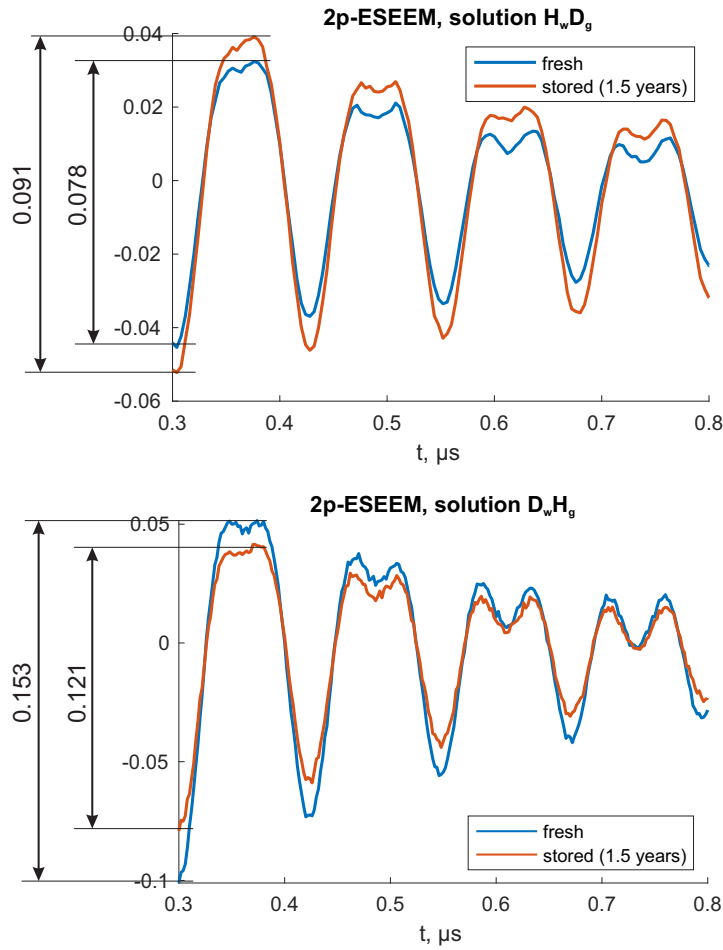 2p-ESEEM, solution HwDg
0.04
0.02
0
-0.02
-0.04
-0.06
0.091
0.078
fresh
stored (1.5 years)
0.3 0.4 0.5 0.6 0.7 0.8
t, µs
2p-ESEEM, solution DwHg
0.05
0
-0.05
-0.1
0.153
0.121
fresh
stored (1.5 years)
0.3 0.4 0.5 0.6 0.7 0.8
t, µs